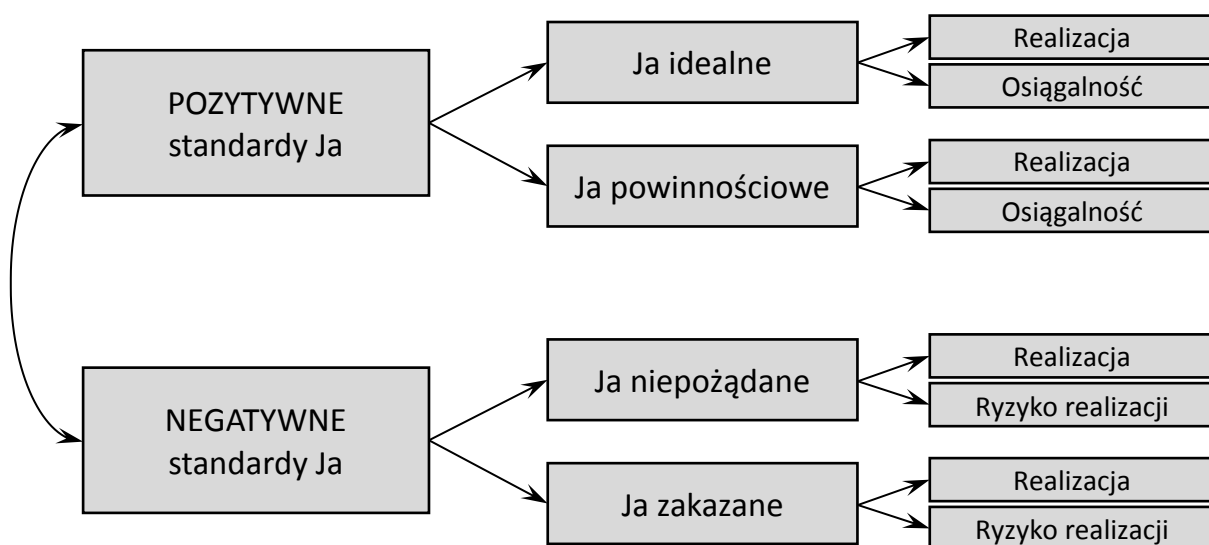 POZYTYWNE
standardy Ja
Ja idealne
Realizacja
Osiągalność
Ja powinnościowe
Realizacja
Osiągalność
NEGATYWNE
standardy Ja
Ja niepożądane
Realizacja
Ryzyko realizacji
Ja zakazane
Realizacja
Ryzyko realizacji